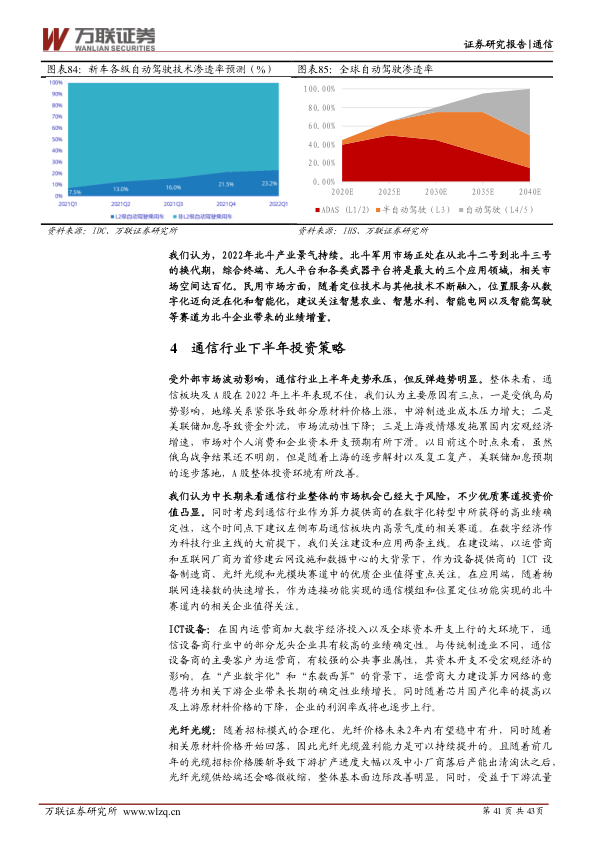 万联证券
WANLIAN SECURITIES
证券研究报告|通信
图表84：新车各级自动驾驶技术渗透率预测（%）
100%
90%
80%
70%
60%
50%
40%
30%
20%
10%
0%
7.5%
13.0%
16.0%
21.5%
23.2%
2021Q1
2021Q2
2021Q3
2021Q4
2022Q1
L2级自动驾驶乘用车
非L2级自动驾驶乘用车
资料来源：IDC、万联证券研究所
图表85：全球自动驾驶渗透率
100.00%
80.00%
60.00%
40.00%
20.00%
0.00%
2020E
2025E
2030E
2035E
2040E
ADAS (L1/2)
半自动驾驶（L3）
自动驾驶（L4/5）
资料来源：IHS、万联证券研究所
我们认为，2022年北斗产业景气持续。北斗军用市场正处在从北斗二号到北斗三号
的换代期，综合终端、无人平台和各类武器平台将是最大的三个应用领域，相关市
场空间达百亿。民用市场方面，随着定位技术与其他技术不断融入，位置服务从数
字化迈向泛在化和智能化，建议关注智慧农业、智慧水利、智能电网以及智能驾驶
等赛道为北斗企业带来的业绩增量。
4 通信行业下半年投资策略
受外部市场波动影响，通信行业上半年走势承压，但反弹趋势明显。整体来看，通
信板块及 A 股在 2022 年上半年表现不佳，我们认为主要原因有三点，一是受俄乌局
势影响，地缘关系紧张导致部分原材料价格上涨，中游制造业成本压力增大；二是
美联储加息导致资金外流，市场流动性下降；三是上海疫情爆发拖累国内宏观经济
增速，市场对个人消费和企业资本开支预期有所下滑。以目前这个时点来看，虽然
俄乌战争结果还不明朗，但是随着上海的逐步解封以及复工复产，美联储加息预期
的逐步落地，A 股整体投资环境有所改善。
我们认为中长期来看通信行业整体的市场机会已经大于风险，不少优质赛道投资价
值凸显。同时考虑到通信行业作为算力提供商的在数字化转型中所获得的高业绩确
定性，这个时间点下建议左侧布局通信板块内高景气度的相关赛道。在数字经济作
为科技行业主线的大前提下，我们关注建设和应用两条主线。在建设端，以运营商
和互联网厂商为首修建云网设施和数据中心的大背景下，作为设备提供商的 ICT 设
备制造商、光纤光缆和光模块赛道中的优质企业值得重点关注。在应用端，随着物
联网连接数的快速增长，作为连接功能实现的通信模组和位置定位功能实现的北斗
赛道内的相关企业值得关注。
ICT设备：在国内运营商加大数字经济投入以及全球资本开支上行的大环境下，通
信设备商行业中的部分龙头企业具有较高的业绩确定性。与传统制造业不同，通信
设备商的主要客户为运营商，有较强的公共事业属性，其资本开支不受宏观经济的
影响。在“产业数字化”和“东数西算”的背景下，运营商大力建设算力网络的意
愿将为相关下游企业带来长期的确定性业绩增长。同时随着芯片国产化率的提高以
及上游原材料价格的下降，企业的利润率或将也逐步上行。
光纤光缆：随着招标模式的合理化，光纤价格未来2年内有望稳中有升，同时随着
相关原材料价格开始回落，因此光纤光缆盈利能力是可以持续提升的。且随着前几
年的光缆招标价格腰斩导致下游扩产进度大幅以及中小厂商落后产能出清淘汰之后，
光纤光缆供给端还会略微收缩，整体基本面边际改善明显。同时，受益于下游流量
万联证券研究所 www.wlzq.cn
第 41 页 共 43页